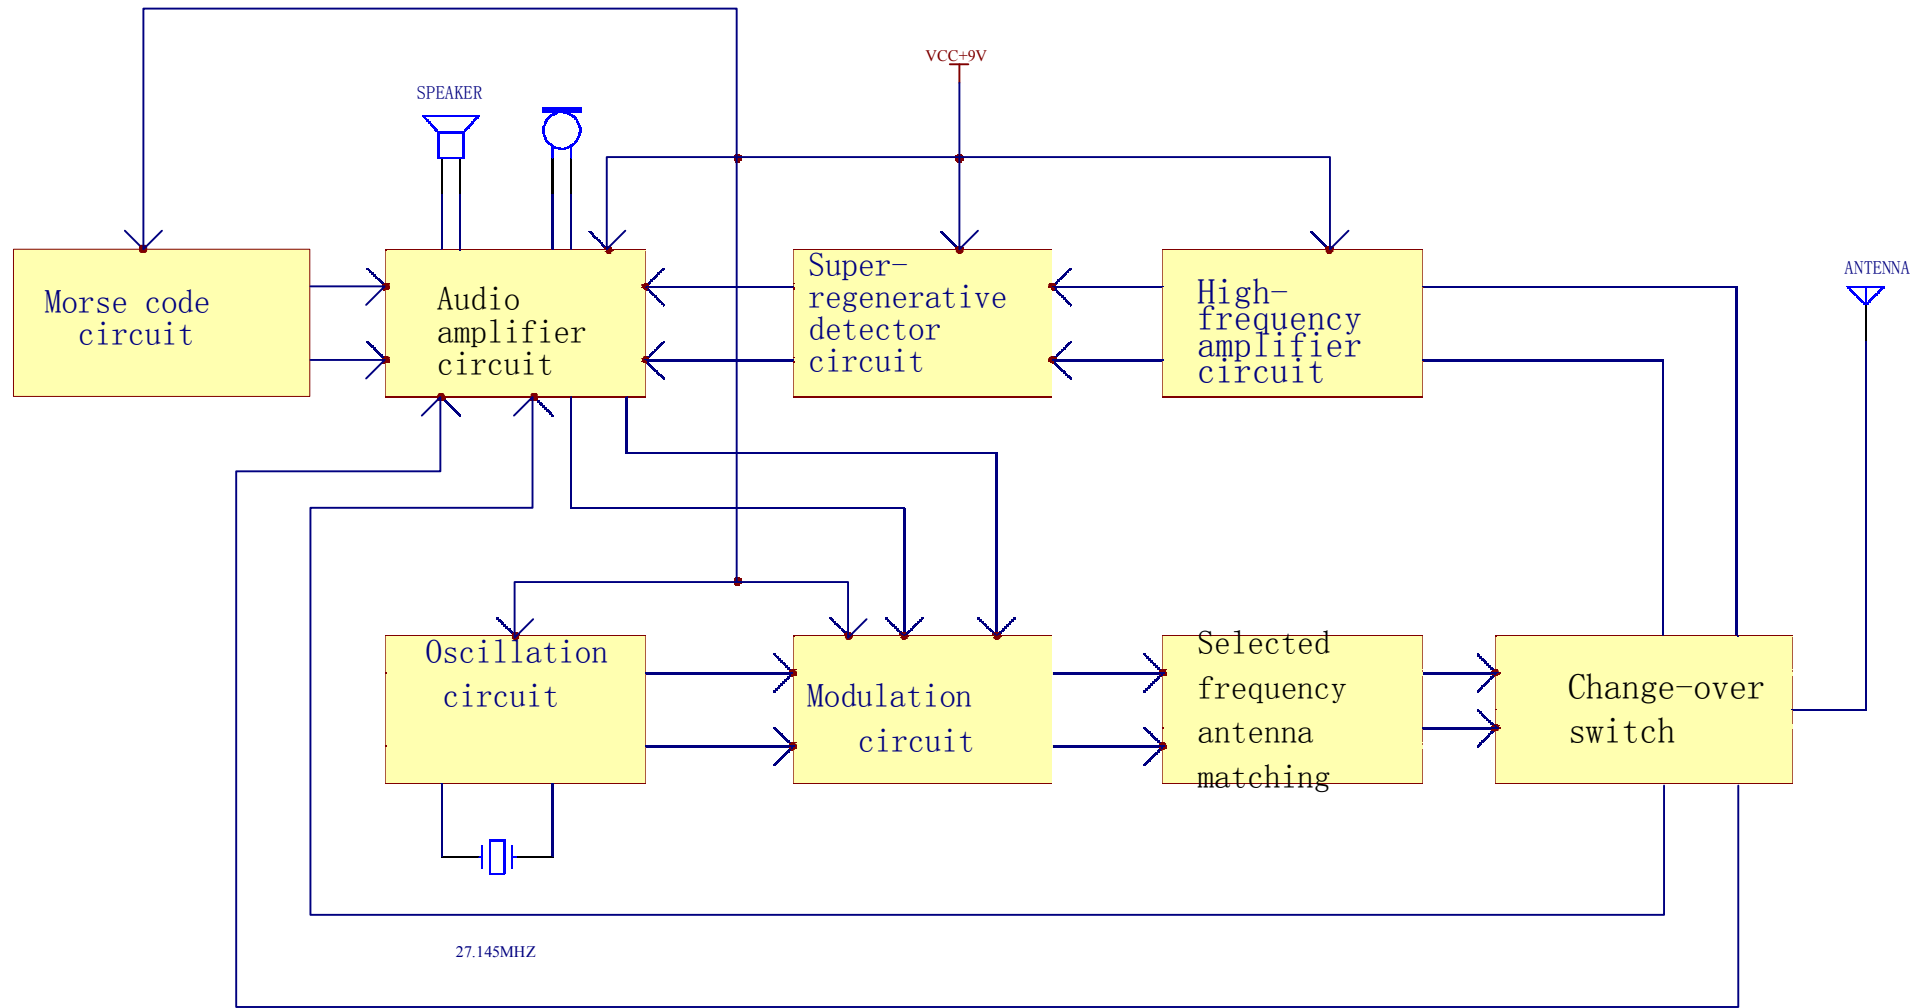 VCC+9V
SPEAKER
ANTENNA
Morse code
circuit
Audio
amplifier
circuit
Super-
regenerative
detector
circuit
High-
frequency
amplifier
circuit
Oscillation
circuit
Modulation
circuit
Selected
frequency
antenna
matching
Change-over
switch
27.145MHZ